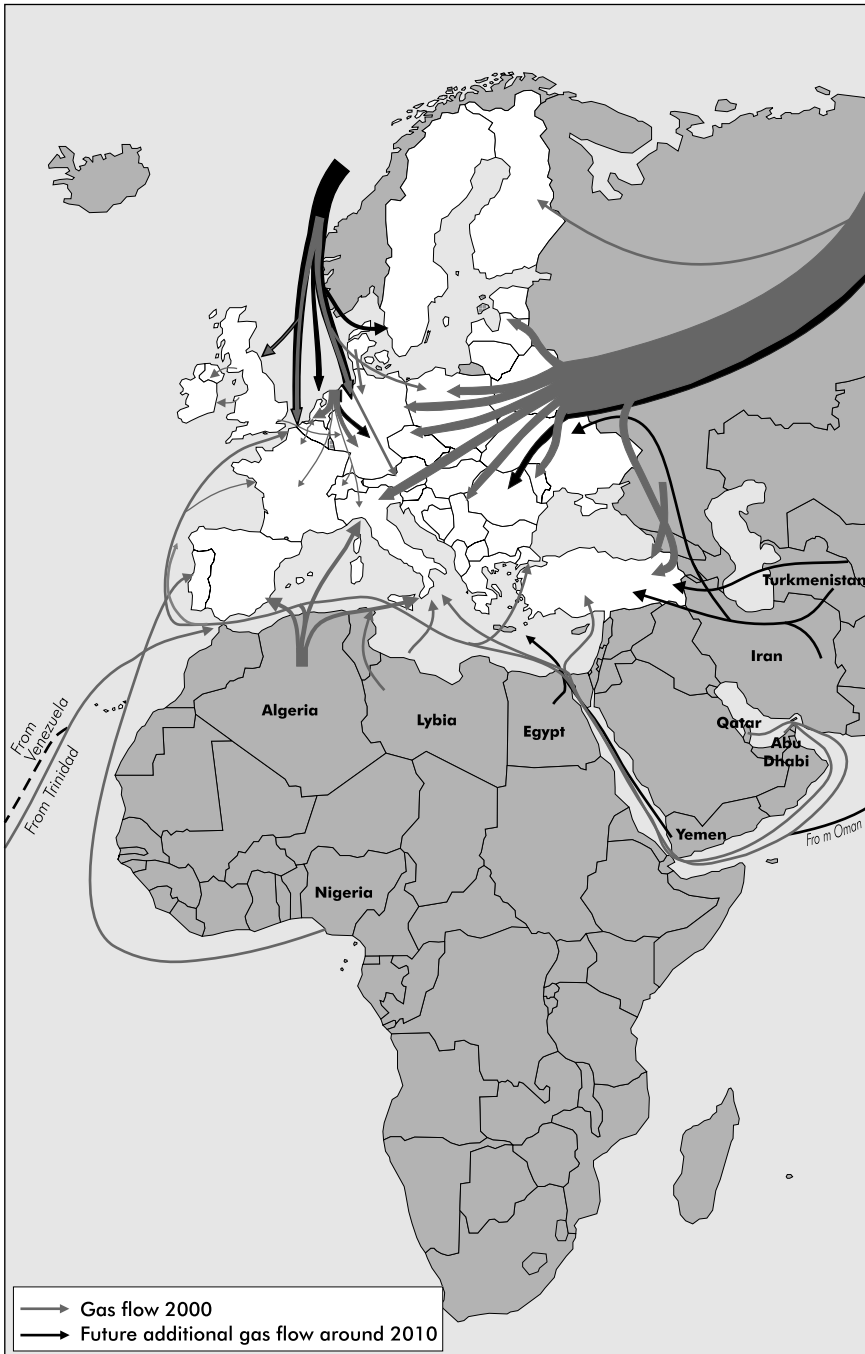 Turkmenistan
Iran
Algeria
Lybia
Egypt
Qatar
Abu
Dhabi
From
Venezuela
From Trinidad
Yemen
Fro m Oman
Nigeria
Gas flow 2000
Future additional gas flow around 2010